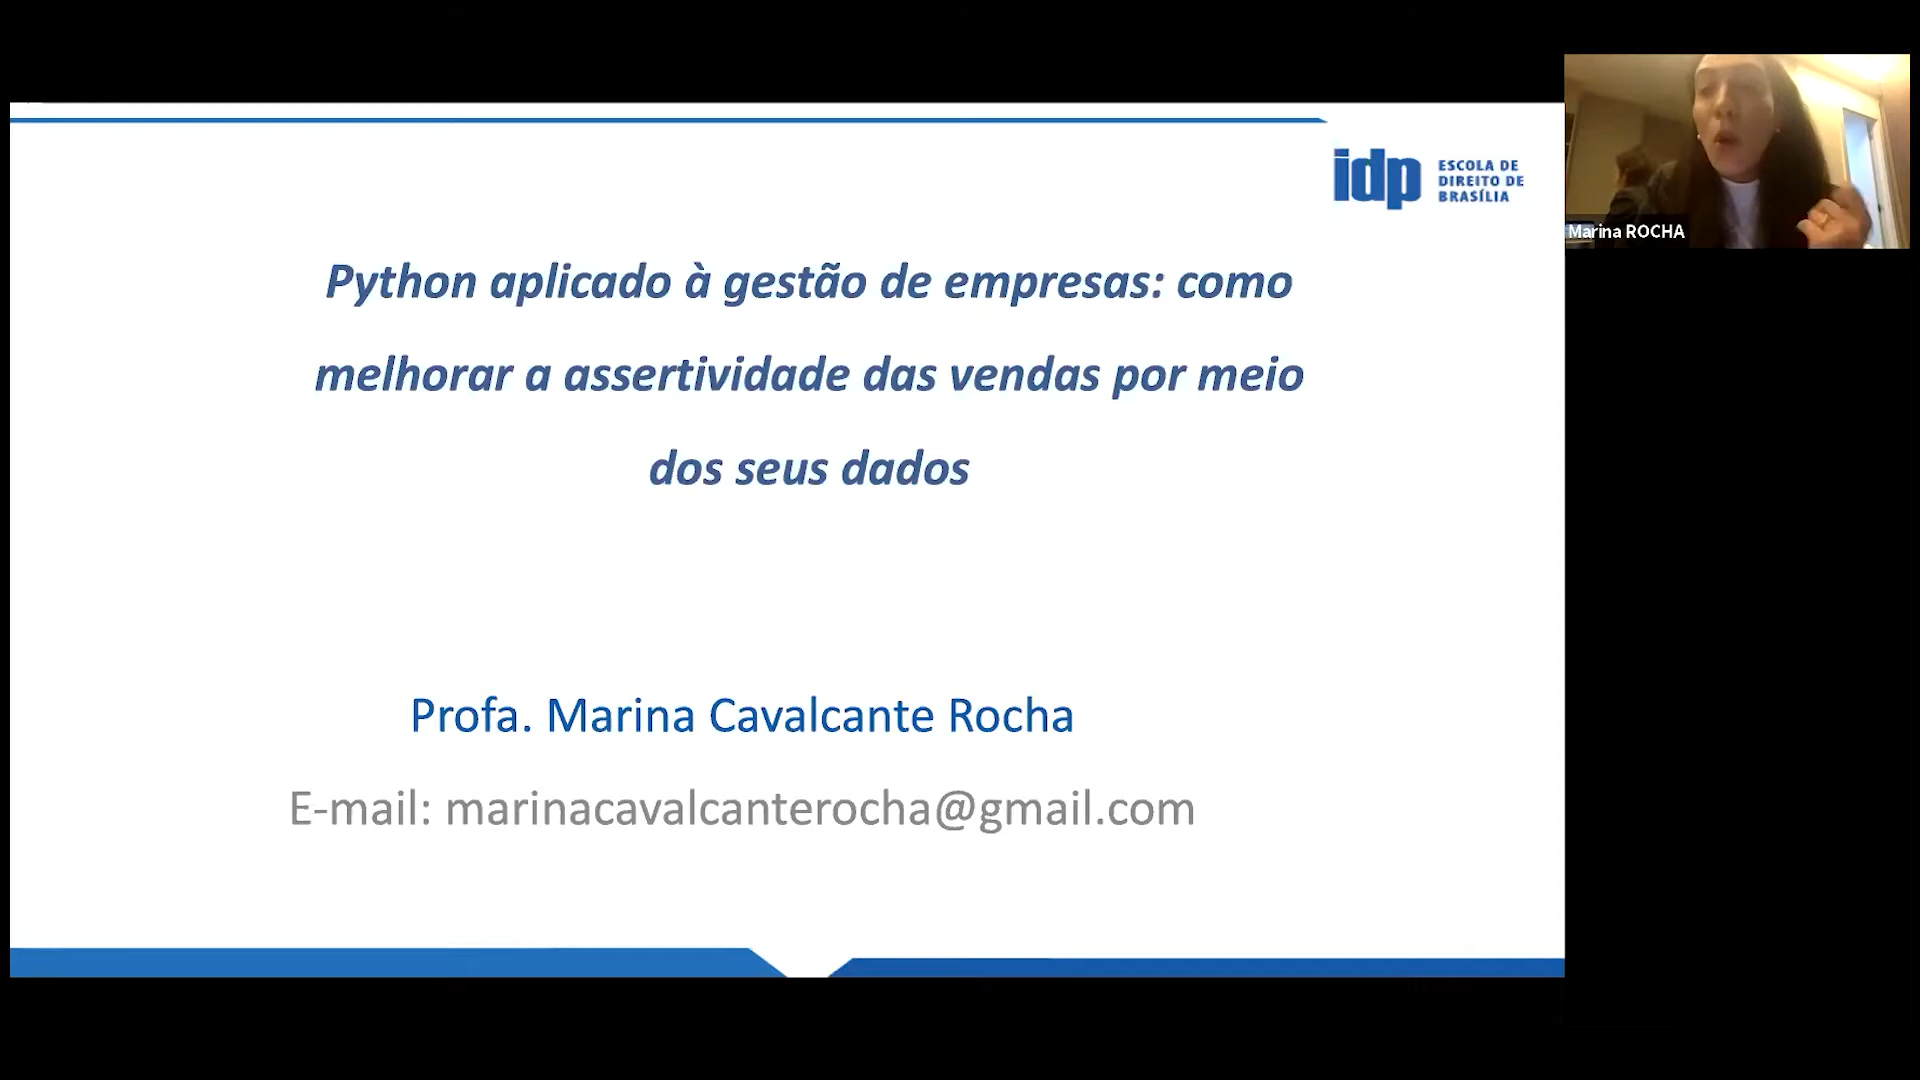 idp ESCOLA DE
DIREITO DE
BRASÍLIA
Marina ROCHA
Python aplicado à gestão de empresas: como
melhorar a assertividade das vendas por meio
dos seus dados
Profa. Marina Cavalcante Rocha
E-mail: marinacavalcanterocha@gmail.com